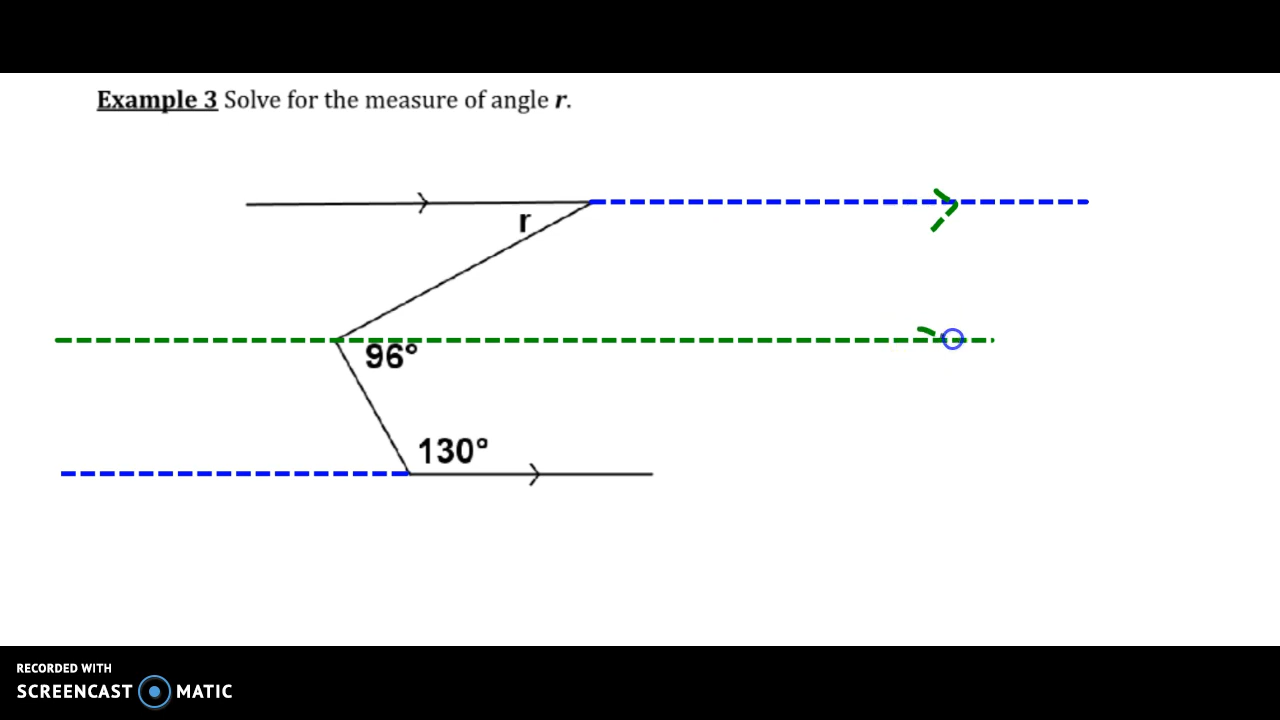 Example 3 Solve for the measure of angle r.
r
96°
130°
RECORDED WITH
SCREENCAST MATIC